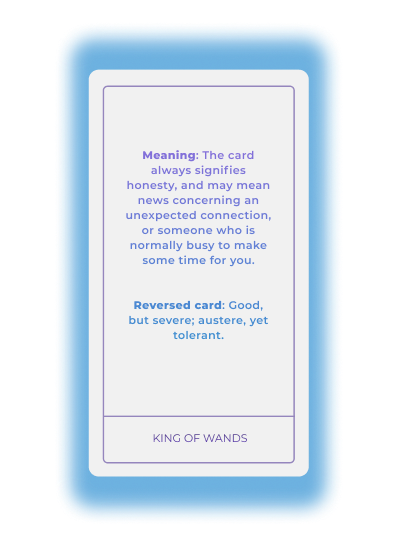 Meaning: The card
always signifies
honesty, and may mean
news concerning an
unexpected connection,
or someone who is
normally busy to make
some time for you.
Reversed card: Good,
but severe; austere, yet
tolerant.
KING OF WANDS